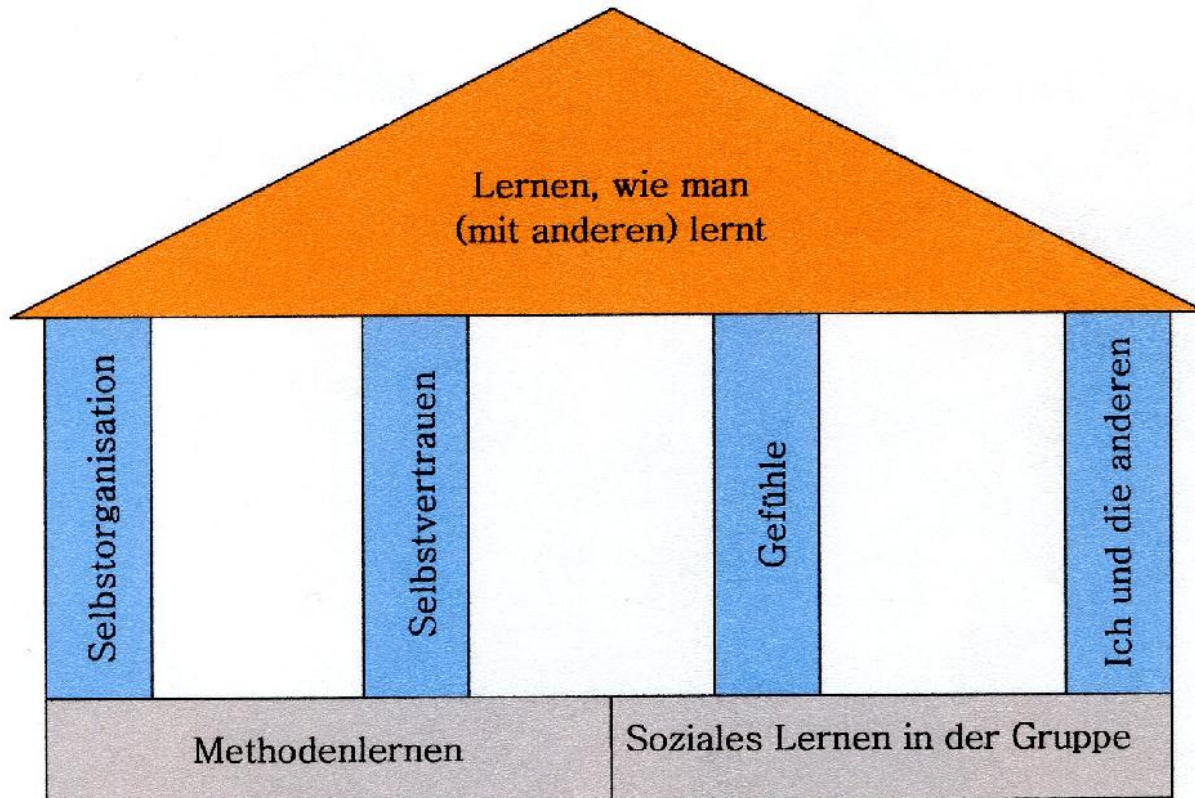 Lernen, wie man
(mit anderen) lernt
Selbstorganisation
Selbstvertrauen
Gefühle
Ich und die anderen
Methodenlernen
Soziales Lernen in der Gruppe